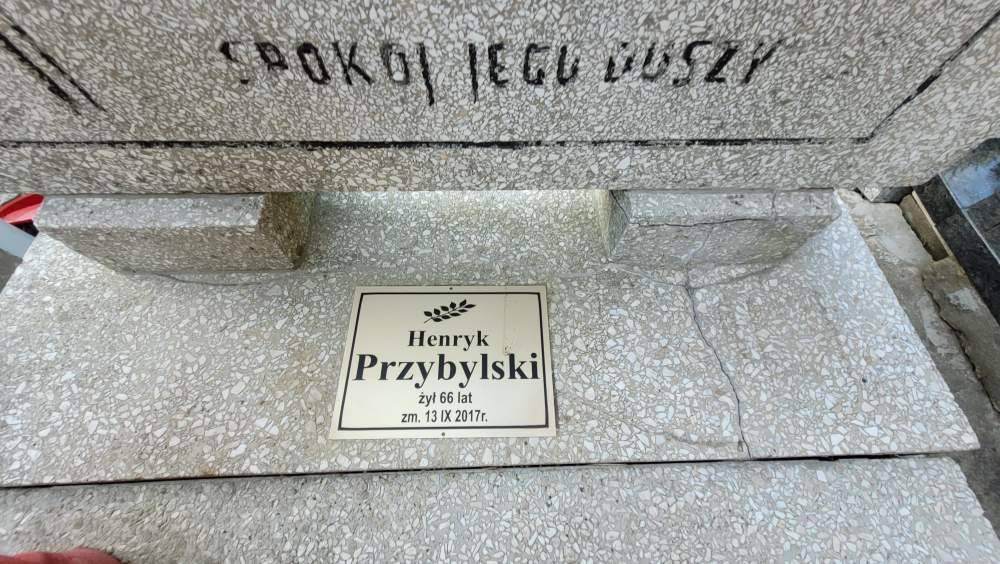 SPOKÓJ JEGO DUSZY
Henryk
Przybylski
żył 66 lat
zm. 13 IX 2017r.